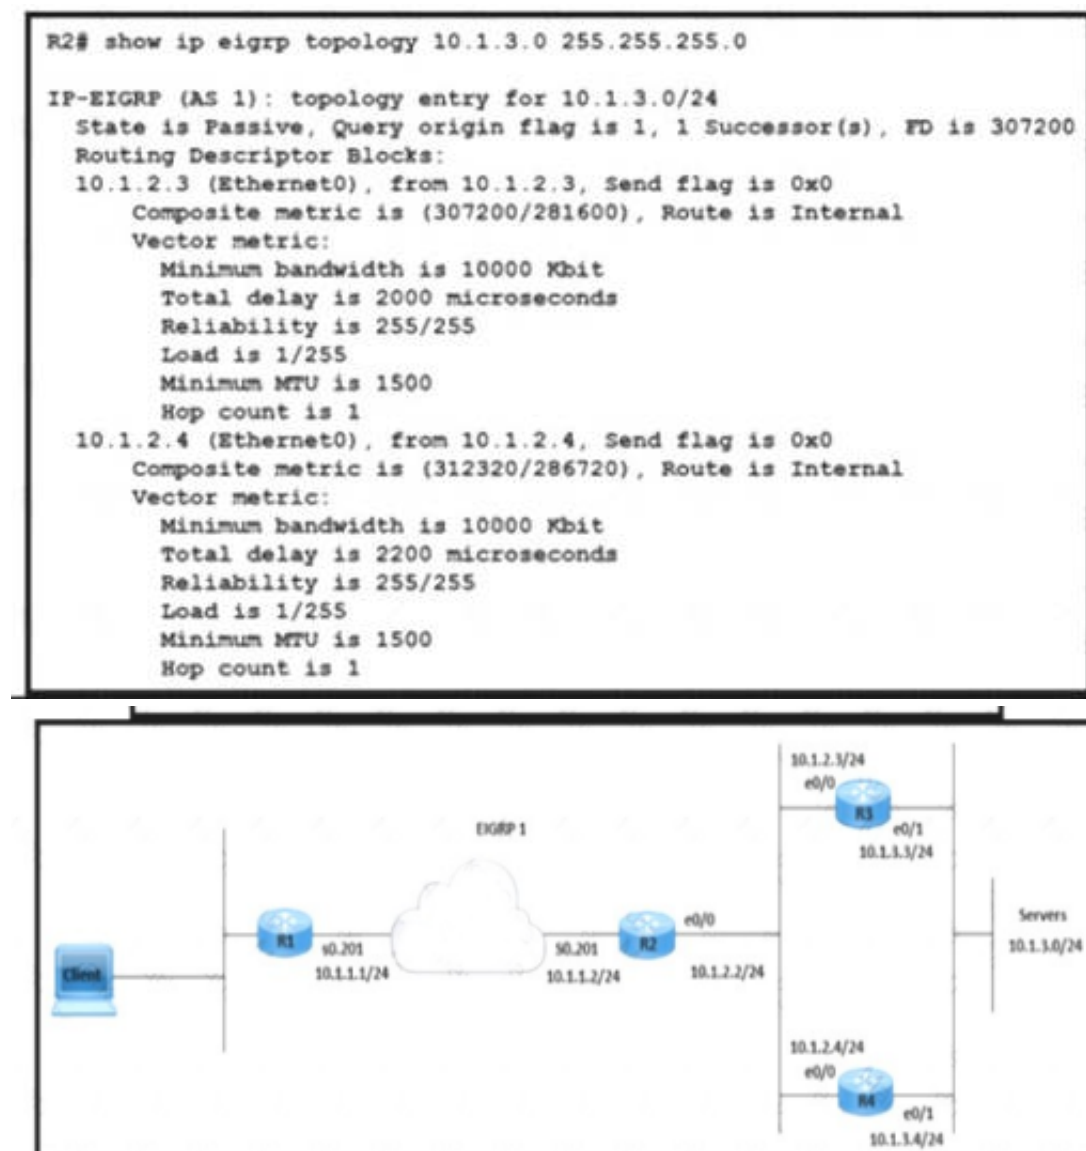 R2# show ip eigrp topology 10.1.3.0 255.255.255.0
IP-EIGRP (AS 1): topology entry for 10.1.3.0/24
State is Passive, Query origin flag is 1, 1 Successor(s), FD is 307200
Routing Descriptor Blocks:
10.1.2.3 (Ethernet0), from 10.1.2.3, Send flag is 0x0
Composite metric is (307200/281600), Route is Internal
Vector metric:
Minimum bandwidth is 10000 Kbit
Total delay is 2000 microseconds
Reliability is 255/255
Load is 1/255
Minimum MTU is 1500
Hop count is 1
10.1.2.4 (Ethernet0), from 10.1.2.4, Send flag is 0x0
Composite metric is (312320/286720), Route is Internal
Vector metric:
Minimum bandwidth is 10000 Kbit
Total delay is 2200 microseconds
Reliability is 255/255
Load is 1/255
Minimum MTU is 1500
Hop count is 1
10.1.2.3/24
e0/0
R3
e0/1
10.1.3.3/24
EIGRP 1
Client
R1
s0.201
10.1.1.1/24
S0.201
10.1.1.2/24
R2
e0/0
10.1.2.2/24
Servers
10.1.3.0/24
10.1.2.4/24
e0/0
R4
e0/1
10.1.3.4/24